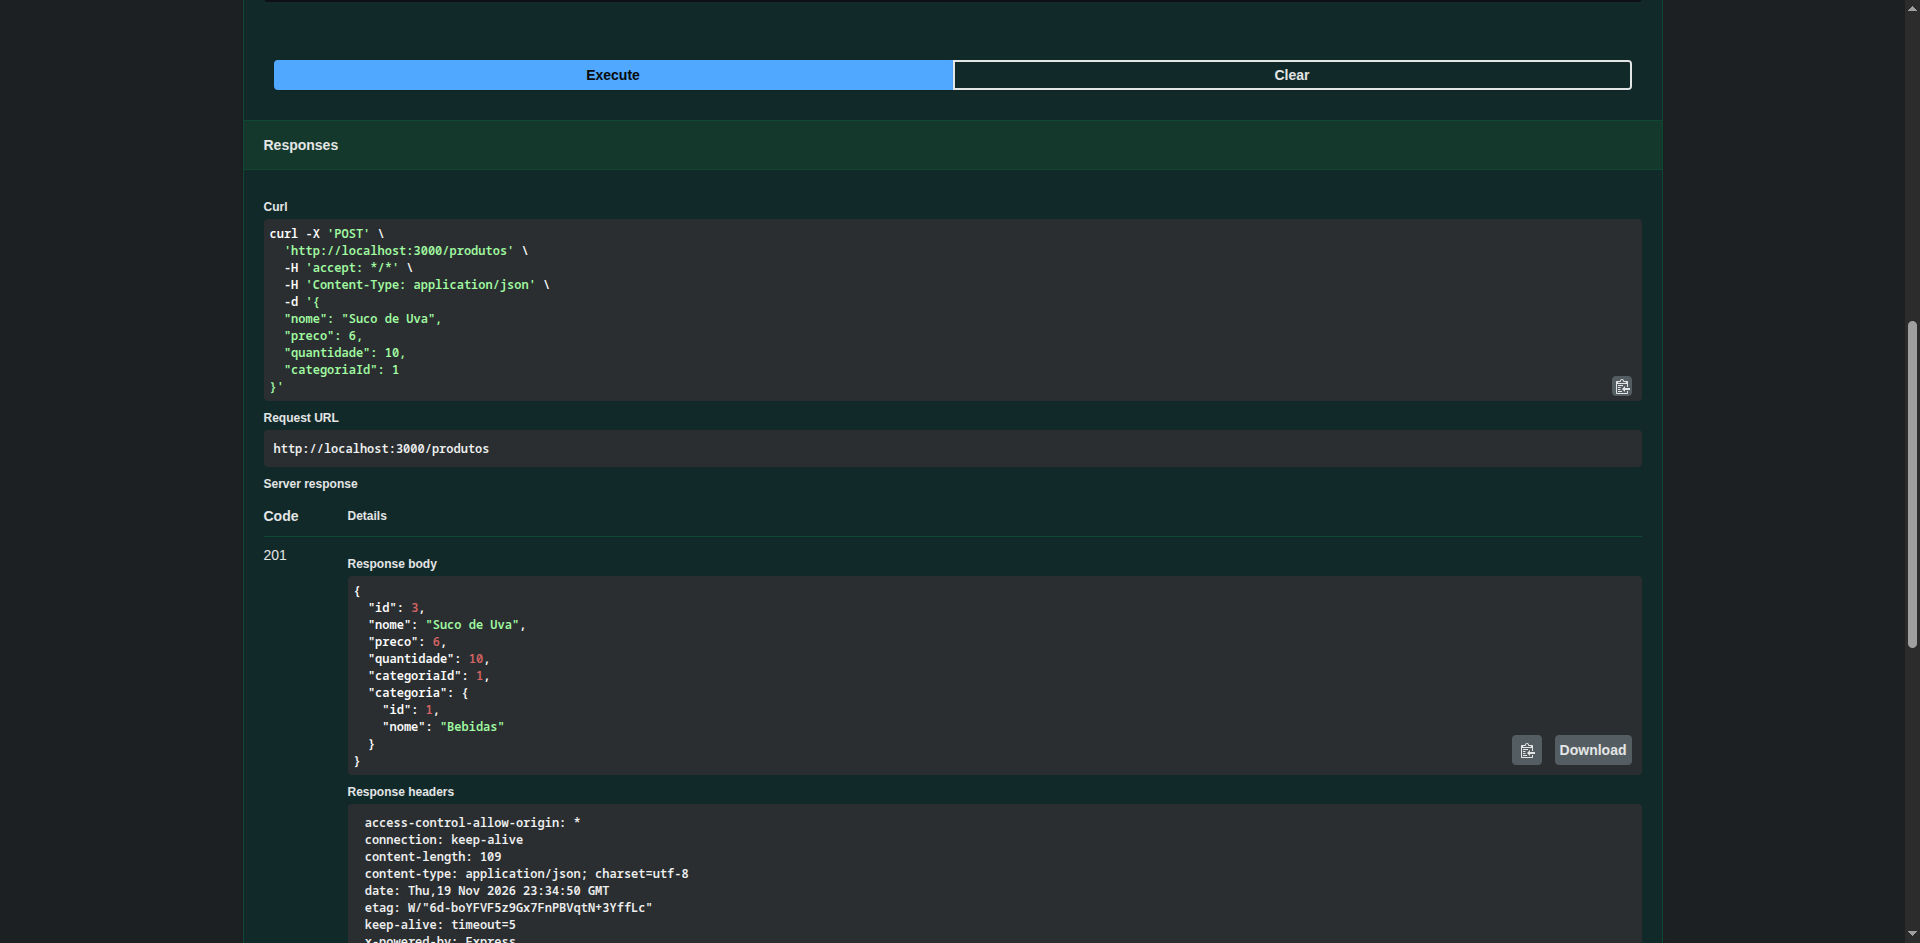 Execute
Clear
Responses
Curl
curl -X 'POST' \
  'http://localhost:3000/produtos' \
  -H 'accept: */*' \
  -H 'Content-Type: application/json' \
  -d '{
  "nome": "Suco de Uva",
  "preco": 6,
  "quantidade": 10,
  "categoriaId": 1
}'
Request URL
http://localhost:3000/produtos
Server response
Code
Details
201
Response body
{
  "id": 3,
  "nome": "Suco de Uva",
  "preco": 6,
  "quantidade": 10,
  "categoriaId": 1,
  "categoria": {
    "id": 1,
    "nome": "Bebidas"
  }
}
Download
Response headers
access-control-allow-origin: *
connection: keep-alive
content-length: 109
content-type: application/json; charset=utf-8
date: Thu,19 Nov 2026 23:34:50 GMT
etag: W/"6d-boYFVF5z9Gx7FnPBVqtN+3YffLc"
keep-alive: timeout=5
x-powered-by: Express